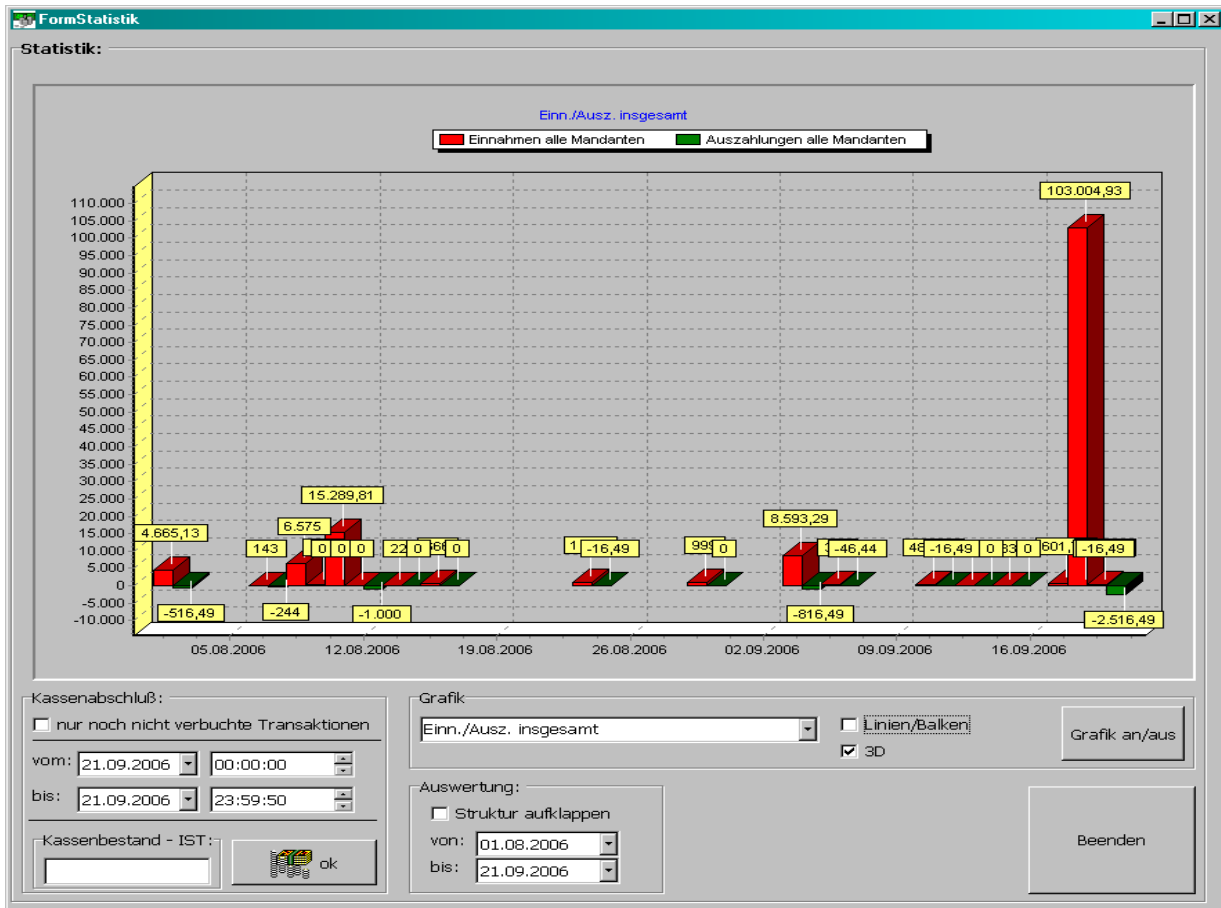 FormStatistik
Statistik:
Einn./Ausz. insgesamt
Einnahmen alle Mandanten
Auszahlungen alle Mandanten
110.000
105.000
100.000
95.000
90.000
85.000
80.000
75.000
70.000
65.000
60.000
55.000
50.000
45.000
40.000
35.000
30.000
25.000
20.000
15.000
10.000
5.000
0
-5.000
-10.000
103.004,93
15.289,81
6.575
4.665,13
8.593,29
143
0
0
0
0
0
-16,49
0
-46,44
-16,49
0
0
-16,49
-516,49
-244
-1.000
-816,49
-2.516,49
05.08.2006
12.08.2006
19.08.2006
26.08.2006
02.09.2006
09.09.2006
16.09.2006
Kassenabschluß:
nur noch nicht verbuchte Transaktionen
vom: 21.09.2006 00:00:00
bis: 21.09.2006 23:59:50
Kassenbestand - IST:
ok
Grafik
Einn./Ausz. insgesamt
Linien/Balken
3D
Grafik an/aus
Auswertung:
Struktur aufklappen
von: 01.08.2006
bis: 21.09.2006
Beenden